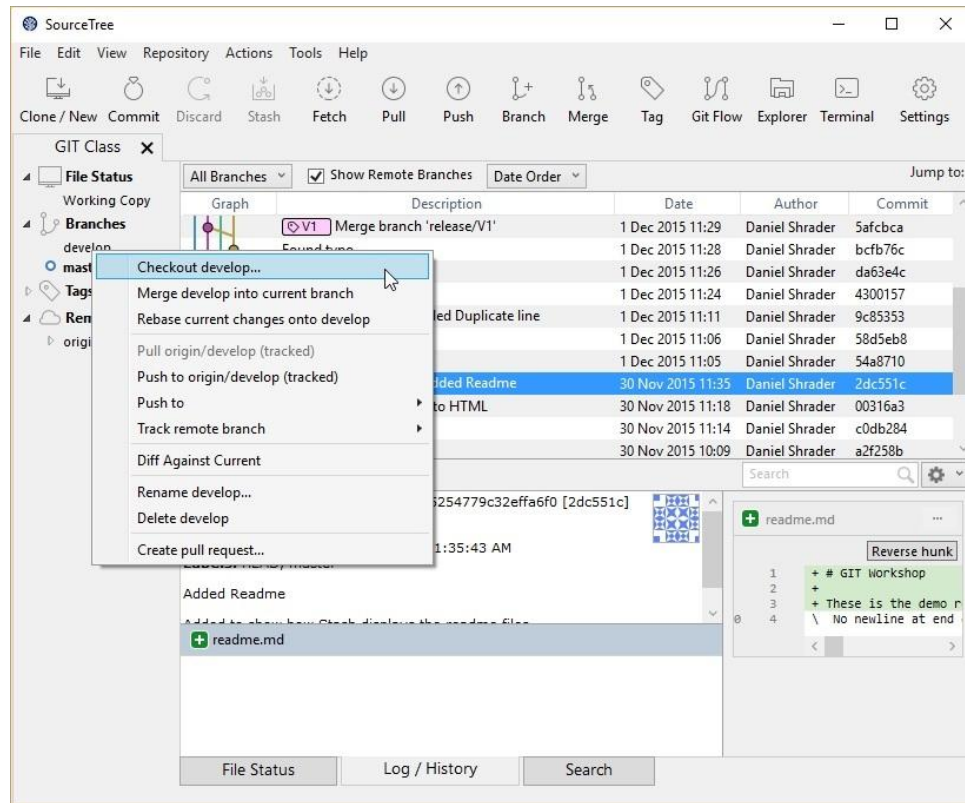 SourceTree
File Edit View Repository Actions Tools Help
Clone / New Commit Discard Stash Fetch Pull Push Branch Merge Tag Git Flow Explorer Terminal Settings
GIT Class
File Status
Working Copy
Branches
develop
Tags
All Branches Show Remote Branches Date Order Jump to:
Graph Description Date Author Commit
V1 Merge branch 'release/V1' 1 Dec 2015 11:29 Daniel Shrader 5afcbca
Found typo 1 Dec 2015 11:28 Daniel Shrader bcfb76c
1 Dec 2015 11:26 Daniel Shrader da63e4c
1 Dec 2015 11:24 Daniel Shrader 4300157
Duplicate line 1 Dec 2015 11:11 Daniel Shrader 9c85353
1 Dec 2015 11:06 Daniel Shrader 58d5eb8
1 Dec 2015 11:05 Daniel Shrader 54a8710
Readme 30 Nov 2015 11:35 Daniel Shrader 2dc551c
to HTML 30 Nov 2015 11:18 Daniel Shrader 00316a3
30 Nov 2015 11:14 Daniel Shrader c0db284
30 Nov 2015 10:09 Daniel Shrader a2f258b
Checkout develop...
Merge develop into current branch
Rebase current changes onto develop
Pull origin/develop (tracked)
Push to origin/develop (tracked)
Push to
Track remote branch
Diff Against Current
Rename develop...
Delete develop
Create pull request...
Search
5254779c32effa6f0 [2dc551c]
1:35:43 AM
Added Readme
readme.md
readme.md
Reverse hunk
1 + # GIT Workshop
2 +
3 + These is the demo r
0 4 \ No newline at end
File Status Log / History Search